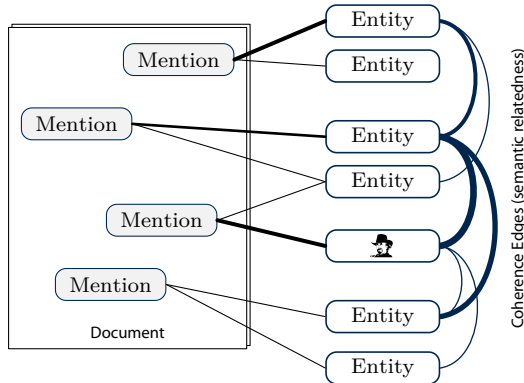 Entity
Mention
Entity
Mention
Entity
Entity
Mention
Mention
Entity
Document
Entity
Coherence Edges (semantic relatedness)